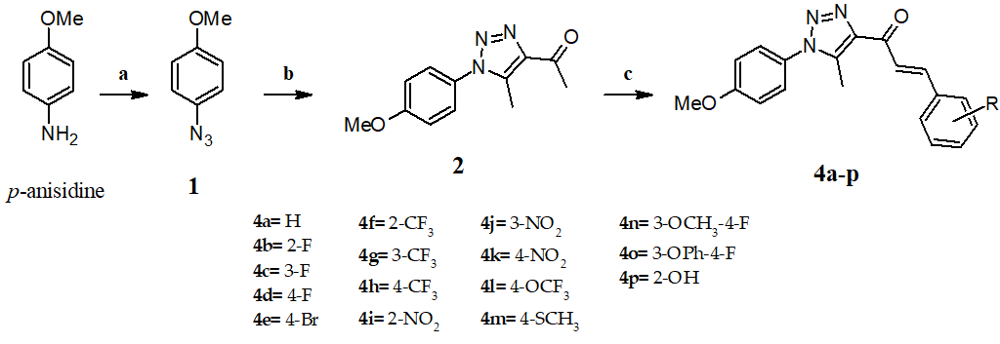 OMe
NH2
p-anisidine
a
OMe
N3
1
b
N=N
N
O
MeO
2
c
N=N
N
O
MeO
R
4a-p
4a= H
4b= 2-F
4c= 3-F
4d= 4-F
4e= 4-Br
4f= 2-CF3
4g= 3-CF3
4h= 4-CF3
4i= 2-NO2
4j= 3-NO2
4k= 4-NO2
4l= 4-OCF3
4m= 4-SCH3
4n= 3-OCH3-4-F
4o= 3-OPh-4-F
4p= 2-OH